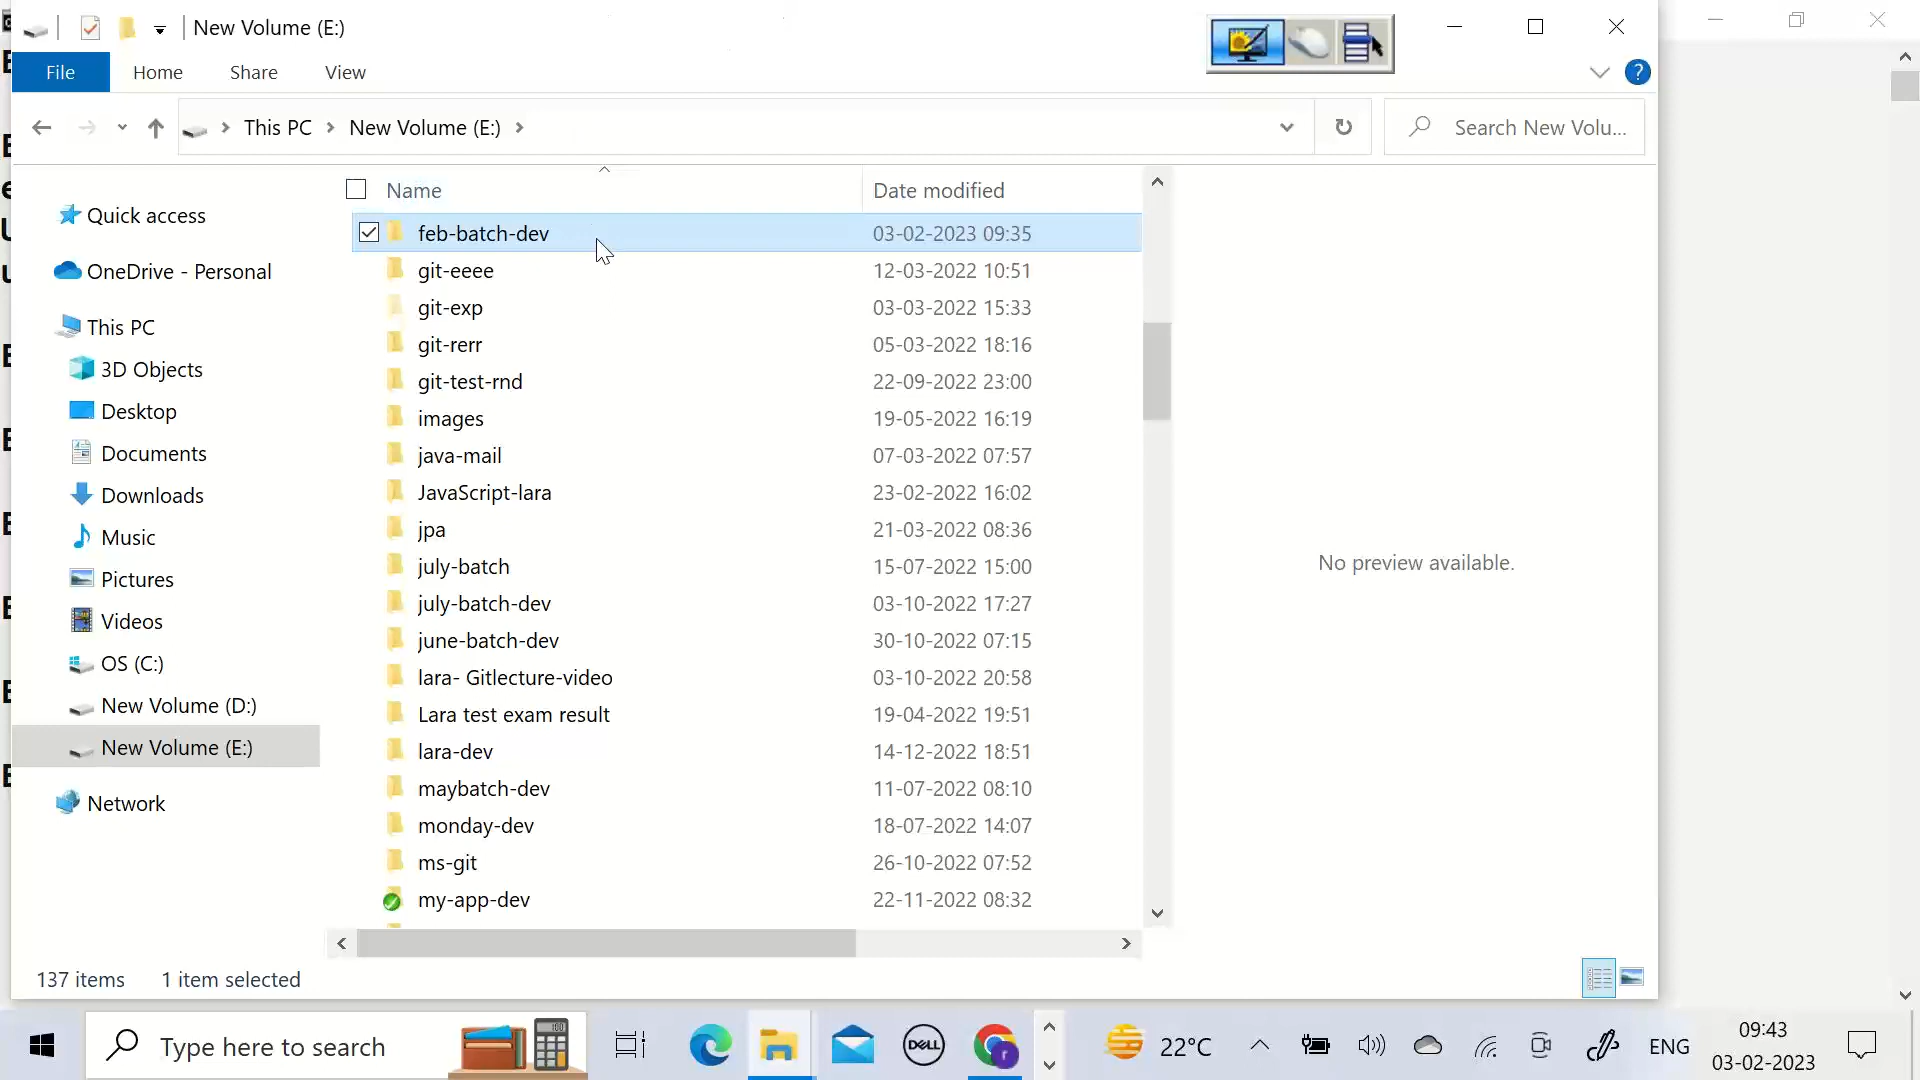 New Volume (E:)
File
Home
Share
View
?
This PC
New Volume (E:)
Search New Volu...
Name
Date modified
Quick access
OneDrive - Personal
This PC
3D Objects
Desktop
Documents
Downloads
Music
Pictures
Videos
OS (C:)
New Volume (D:)
New Volume (E:)
Network
feb-batch-dev 03-02-2023 09:35
git-eeee 12-03-2022 10:51
git-exp 03-03-2022 15:33
git-rerr 05-03-2022 18:16
git-test-rnd 22-09-2022 23:00
images 19-05-2022 16:19
java-mail 07-03-2022 07:57
JavaScript-lara 23-02-2022 16:02
jpa 21-03-2022 08:36
july-batch 15-07-2022 15:00
july-batch-dev 03-10-2022 17:27
june-batch-dev 30-10-2022 07:15
lara- Gitlecture-video 03-10-2022 20:58
Lara test exam result 19-04-2022 19:51
lara-dev 14-12-2022 18:51
maybatch-dev 11-07-2022 08:10
monday-dev 18-07-2022 14:07
ms-git 26-10-2022 07:52
my-app-dev 22-11-2022 08:32
No preview available.
137 items
1 item selected
Type here to search
DELL
r
22°C
ENG
09:43
03-02-2023